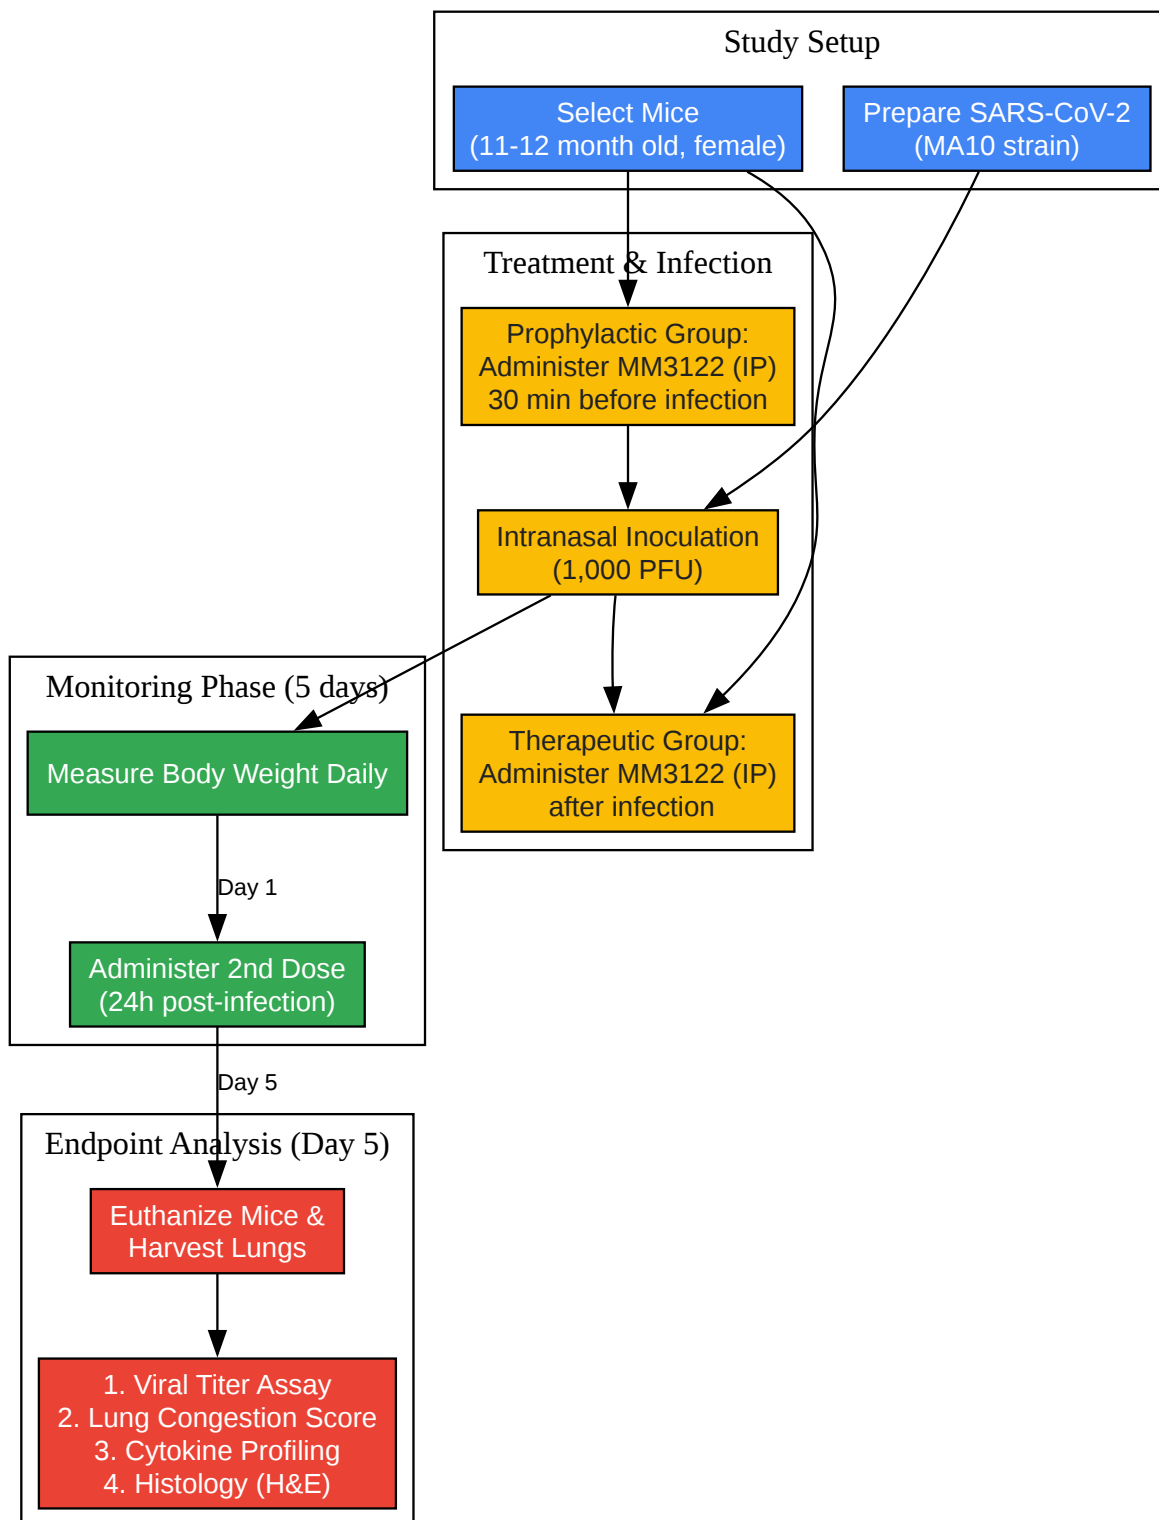 Study Setup
Select Mice
(11-12 month old, female)
Prepare SARS-CoV-2
(MA10 strain)
Treatment & Infection
Prophylactic Group:
Administer MM3122 (IP)
30 min before infection
Intranasal Inoculation
(1,000 PFU)
Therapeutic Group:
Administer MM3122 (IP)
after infection
Monitoring Phase (5 days)
Measure Body Weight Daily
Day 1
Administer 2nd Dose
(24h post-infection)
Day 5
Endpoint Analysis (Day 5)
Euthanize Mice &
Harvest Lungs
1. Viral Titer Assay
2. Lung Congestion Score
3. Cytokine Profiling
4. Histology (H&E)